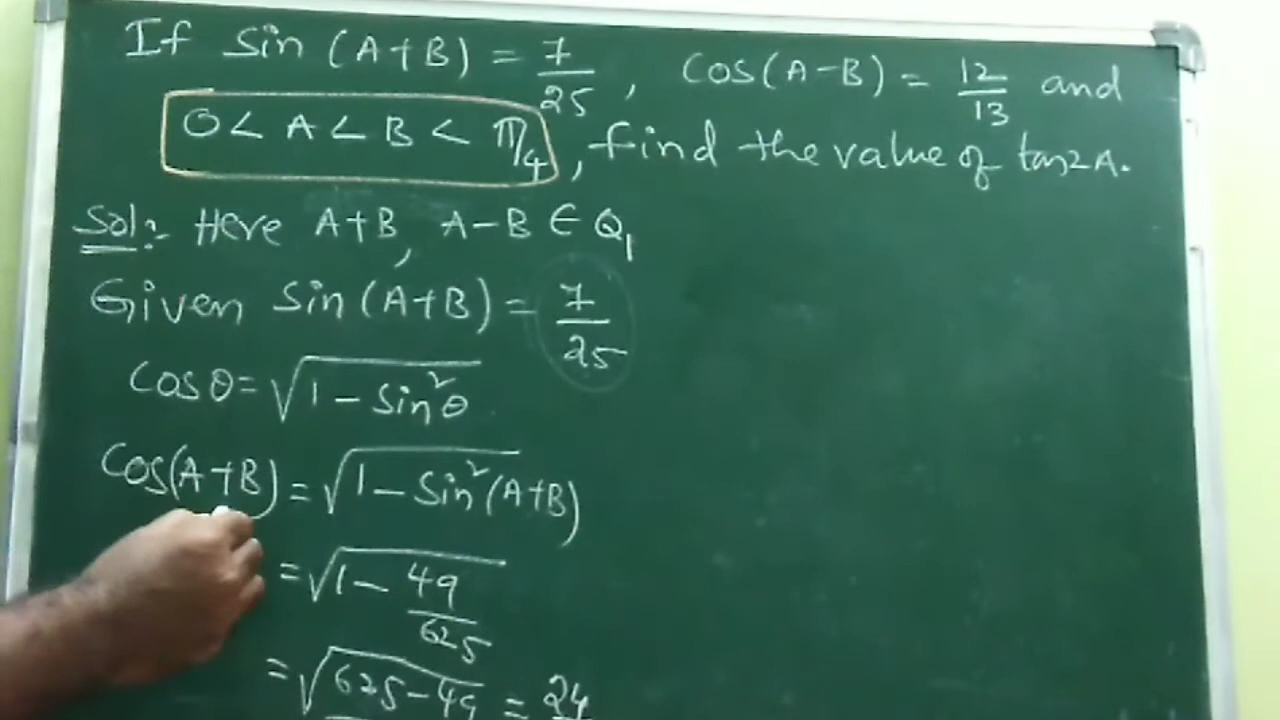 If Sin (A+B) = 7/25, Cos(A-B) = 12/13 and
0 < A < B < π/4, find the value of tan2A.
Sol:- Here A+B, A-B ∈ Q₁
Given Sin (A+B) = 7/25
Cosθ = √(1 - Sin²θ)
Cos(A+B) = √(1 - Sin²(A+B))
= √(1 - 49/625)
= √(625-49 = 24